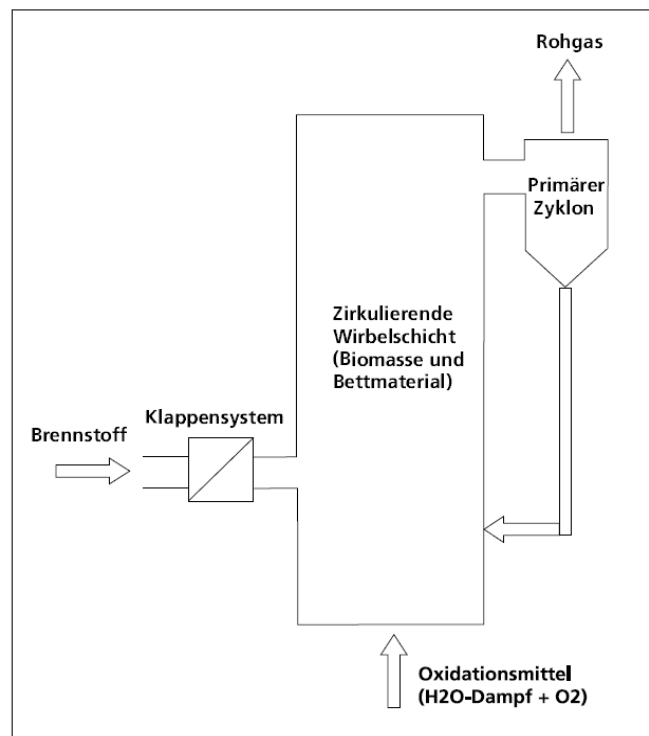 Rohgas
Primärer
Zyklon
Zirkulierende
Wirbelschicht
(Biomasse und
Bettmaterial)
Klappensystem
Brennstoff
Oxidationsmittel
(H2O-Dampf + O2)